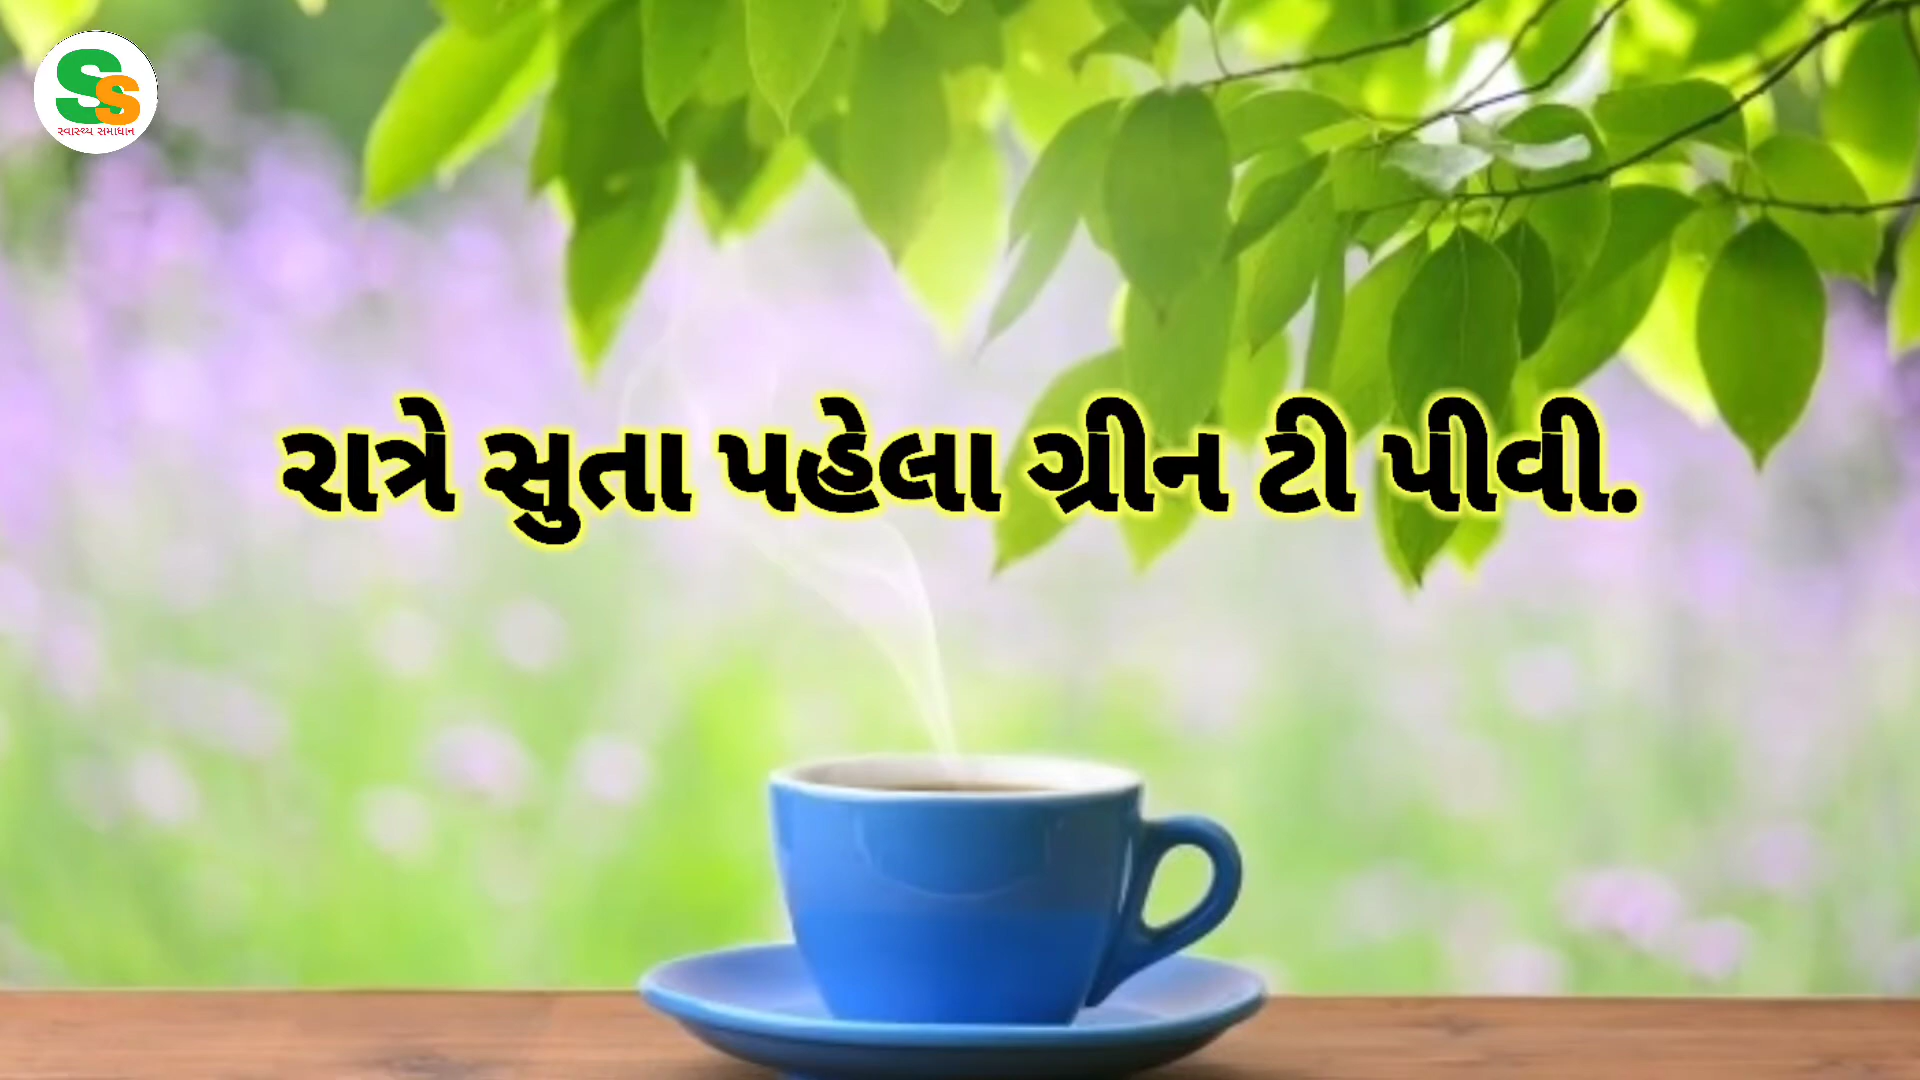 સ્વાસ્થ્ય સમાધાન
રાત્રે સુતા પહેલા ગ્રીન ટી પીવી.